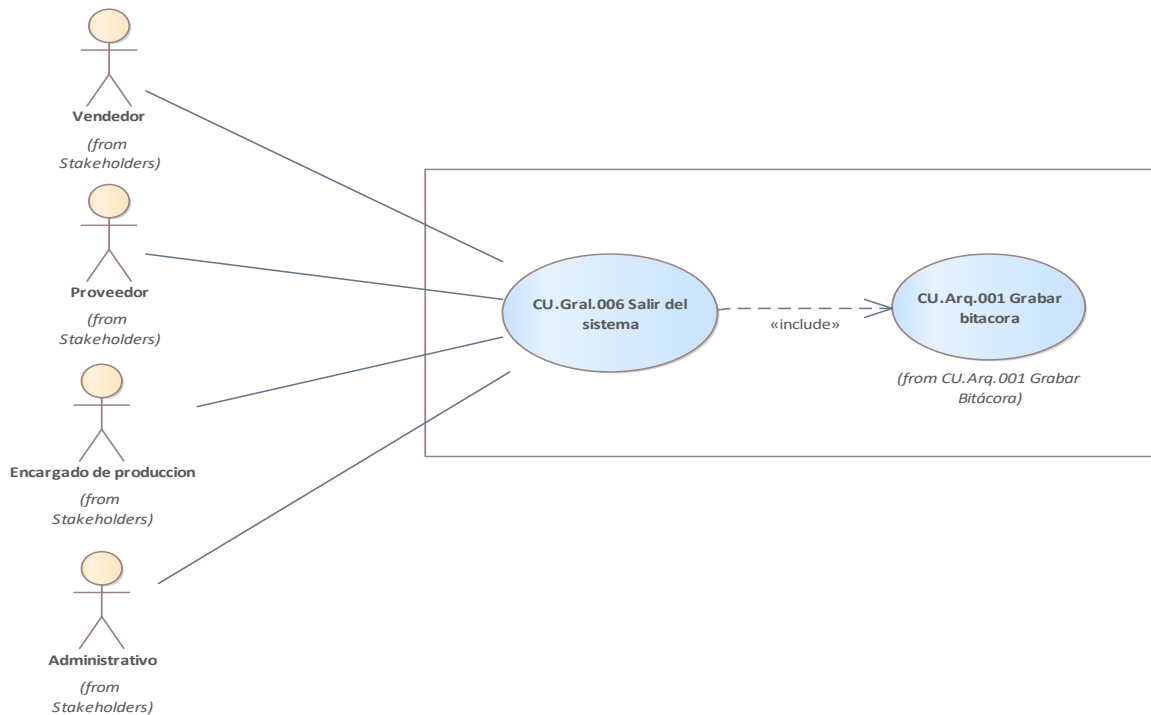 Vendedor
(from
Stakeholders)
Proveedor
(from
Stakeholders)
Encargado de produccion
(from
Stakeholders)
Administrativo
(from
Stakeholders)
CU.Gral.006 Salir del
sistema
«include»
CU.Arq.001 Grabar
bitacora
(from CU.Arq.001 Grabar
Bitácora)